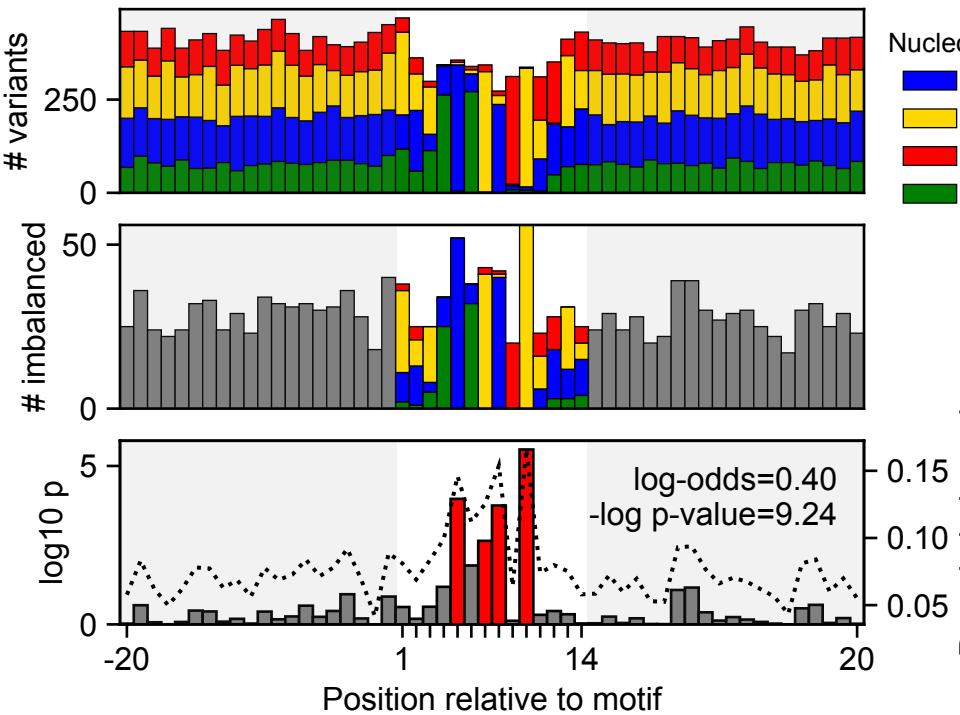 # variants
250
0
Nucleo
# imbalanced
50
0
log10 p
5
0
log-odds=0.40
-log p-value=9.24
0.15
0.10
0.05
-20
1
14
20
Position relative to motif